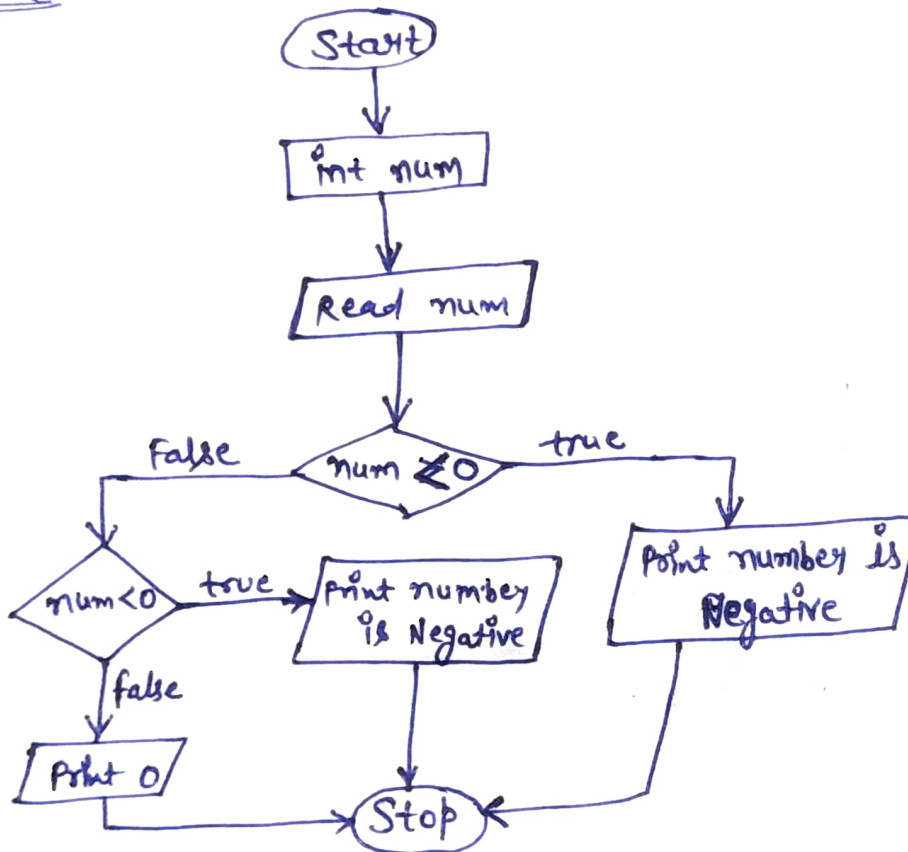 Start
int num
Read num
False
num ≰ 0
true
num<0
true
Print number
is Negative
Print number is
Negative
false
Print 0
Stop